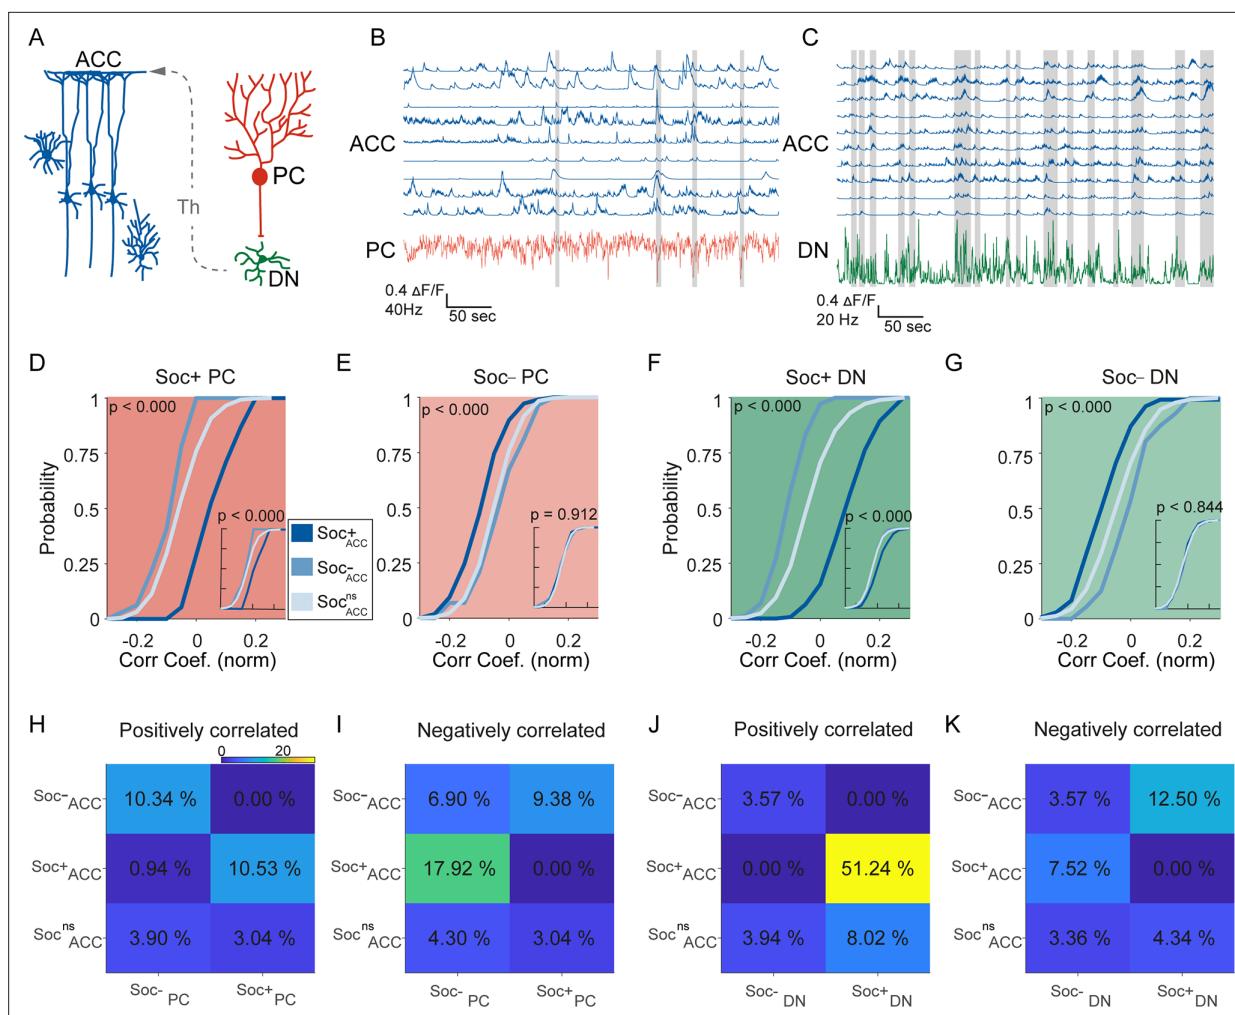 A
ACC
PC
Th
DN
B
ACC
PC
0.4 ΔF/F
40Hz
50 sec
C
ACC
DN
0.4 ΔF/F
20 Hz
50 sec
D
Soc+ PC
p < 0.000
1
0.75
0.5
0.25
0
Probability
p < 0.000
-0.2 0 0.2
Corr Coef. (norm)
Soc+ACC
Soc–ACC
SocnsACC
E
Soc– PC
p < 0.000
1
0.75
0.5
0.25
0
p = 0.912
-0.2 0 0.2
Corr Coef. (norm)
F
Soc+ DN
p < 0.000
1
0.75
0.5
0.25
0
Probability
p < 0.000
-0.2 0 0.2
Corr Coef. (norm)
G
Soc– DN
p < 0.000
1
0.75
0.5
0.25
0
p < 0.844
-0.2 0 0.2
Corr Coef. (norm)
H
Positively correlated
0 20
Soc–ACC
10.34 % 0.00 %
Soc+ACC
0.94 % 10.53 %
SocnsACC
3.90 % 3.04 %
Soc-PC Soc+PC
I
Negatively correlated
Soc–ACC
6.90 % 9.38 %
Soc+ACC
17.92 % 0.00 %
SocnsACC
4.30 % 3.04 %
Soc-PC Soc+PC
J
Positively correlated
Soc–ACC
3.57 % 0.00 %
Soc+ACC
0.00 % 51.24 %
SocnsACC
3.94 % 8.02 %
Soc-DN Soc+DN
K
Negatively correlated
Soc–ACC
3.57 % 12.50 %
Soc+ACC
7.52 % 0.00 %
SocnsACC
3.36 % 4.34 %
Soc-DN Soc+DN